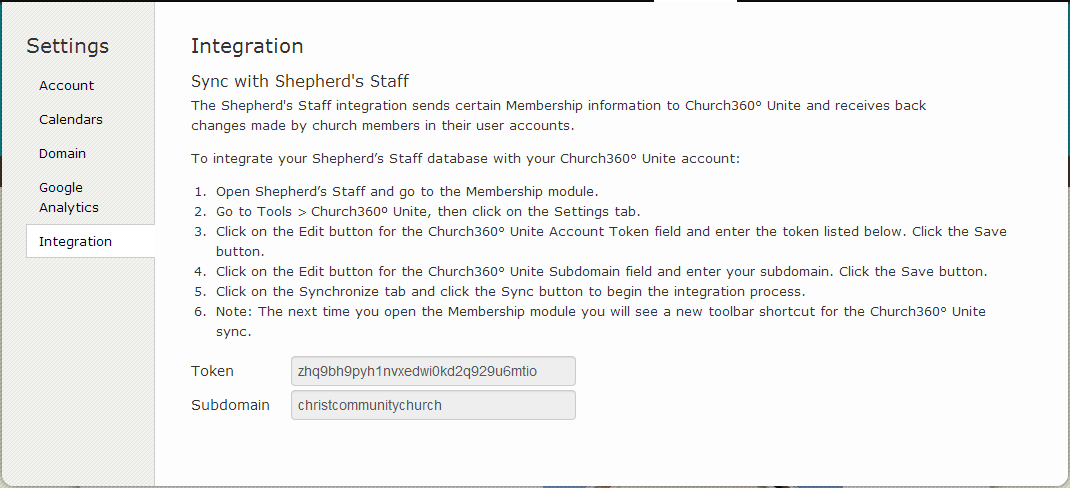 Settings
Account
Calendars
Domain
Google
Analytics
Integration
Integration
Sync with Shepherd's Staff
The Shepherd's Staff integration sends certain Membership information to Church360° Unite and receives back
changes made by church members in their user accounts.
To integrate your Shepherd’s Staff database with your Church360° Unite account:
1. Open Shepherd’s Staff and go to the Membership module.
2. Go to Tools > Church360º Unite, then click on the Settings tab.
3. Click on the Edit button for the Church360° Unite Account Token field and enter the token listed below. Click the Save
button.
4. Click on the Edit button for the Church360° Unite Subdomain field and enter your subdomain. Click the Save button.
5. Click on the Synchronize tab and click the Sync button to begin the integration process.
6. Note: The next time you open the Membership module you will see a new toolbar shortcut for the Church360° Unite
sync.
Token zhq9bh9pyh1nvxedwi0kd2q929u6mtio
Subdomain christcommunitychurch